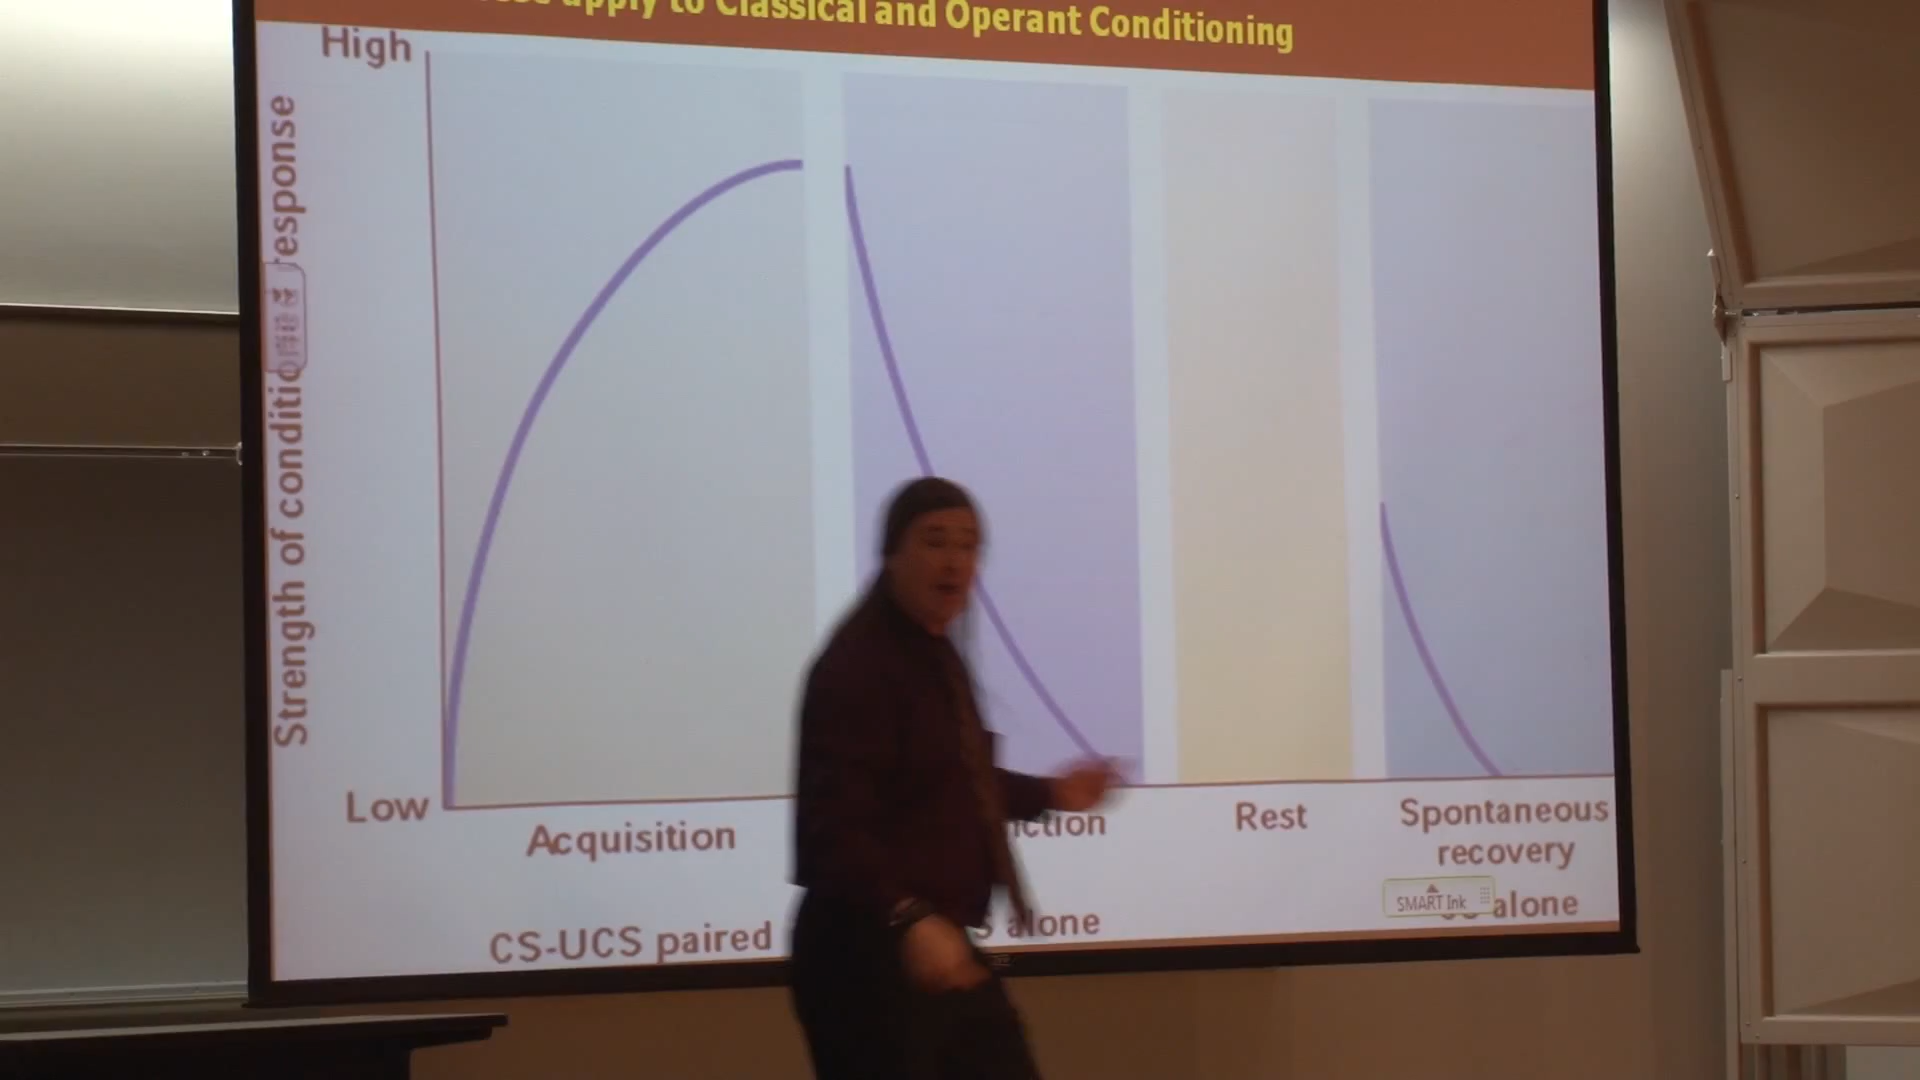 apply to Classical and Operant Conditioning
High
Strength of response
Low
Acquisition
Rest
Spontaneous
recovery
CS-UCS paired
alone
SMART Ink
alone